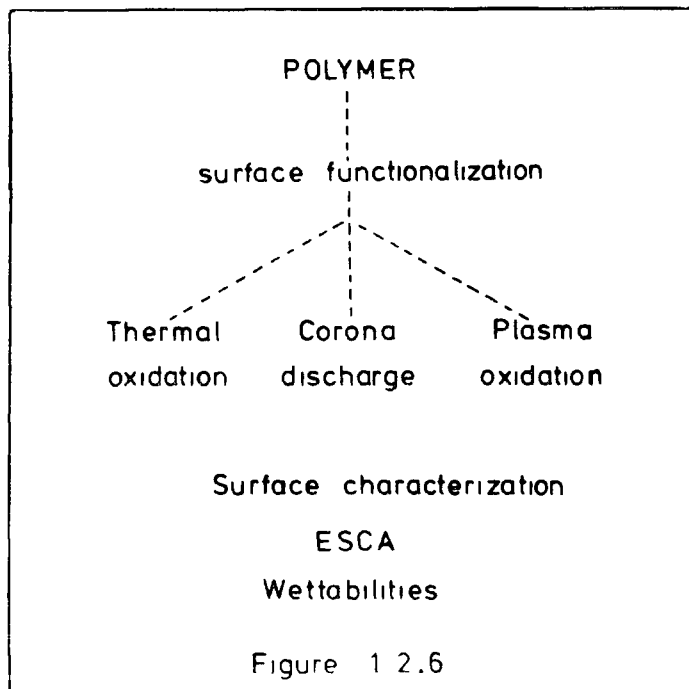 POLYMER
surface functionalization
Thermal Corona Plasma
oxidation discharge oxidation
Surface characterization
ESCA
Wettabilities
Figure 1 2.6